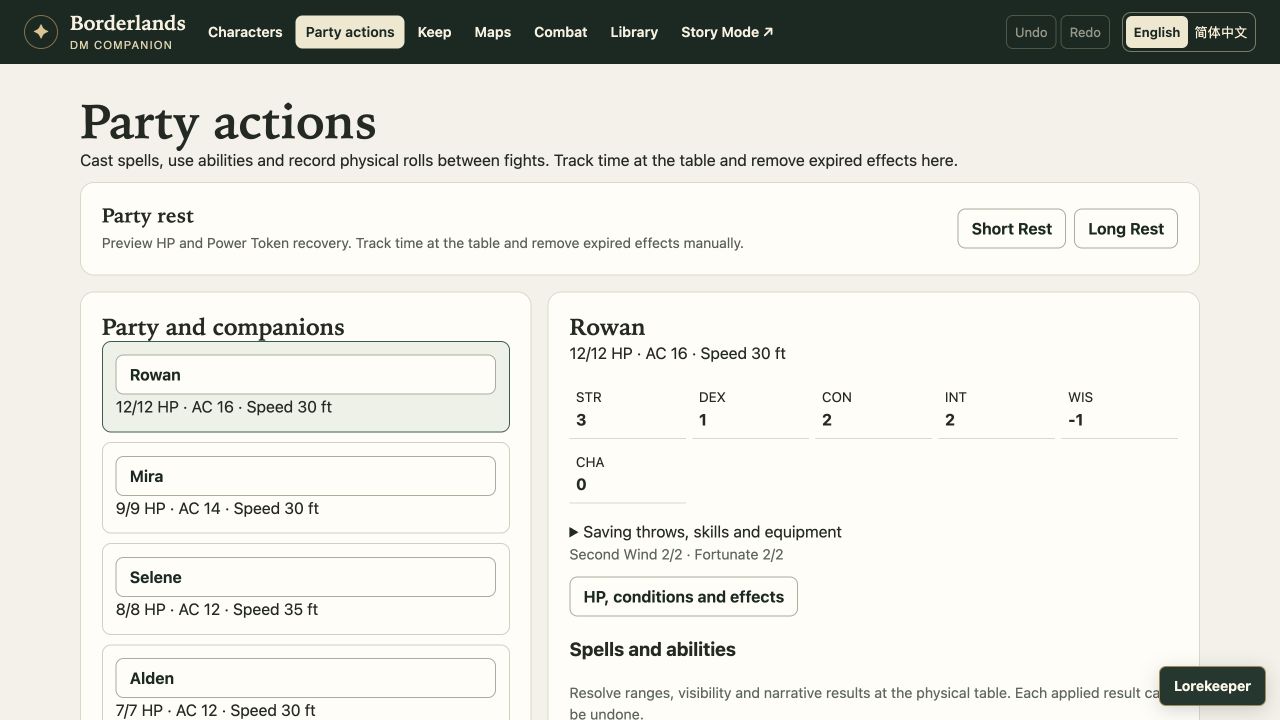 Borderlands
DM COMPANION
Characters
Party actions
Keep
Maps
Combat
Library
Story Mode ↗
Undo
Redo
English
简体中文
Party actions
Cast spells, use abilities and record physical rolls between fights. Track time at the table and remove expired effects here.
Party rest
Preview HP and Power Token recovery. Track time at the table and remove expired effects manually.
Short Rest
Long Rest
Party and companions
Rowan
12/12 HP · AC 16 · Speed 30 ft
Mira
9/9 HP · AC 14 · Speed 30 ft
Selene
8/8 HP · AC 12 · Speed 35 ft
Alden
7/7 HP · AC 12 · Speed 30 ft
Rowan
12/12 HP · AC 16 · Speed 30 ft
STR
3
DEX
1
CON
2
INT
2
WIS
-1
CHA
0
Saving throws, skills and equipment
Second Wind 2/2 · Fortunate 2/2
HP, conditions and effects
Spells and abilities
Resolve ranges, visibility and narrative results at the physical table. Each applied result
be undone.
Lorekeeper